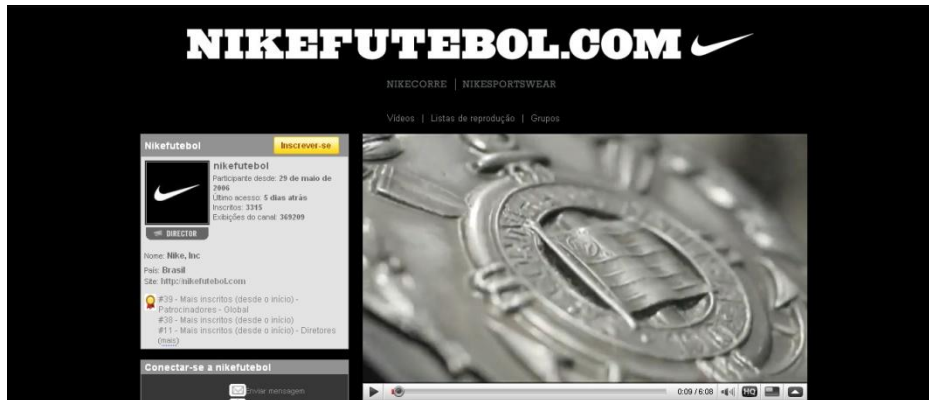 NIKEFUTEBOL.COM
NIKECORRE | NIKESPORTSWEAR
Vídeos | Listas de reprodução | Grupos
Nikefutebol
Inscrever-se
nikefutebol
Participante desde: 29 de maio de
2006
Último acesso: 5 dias atrás
Inscritos: 3315
Exibições do canal: 369209
DIRECTOR
Nome: Nike, Inc
País: Brasil
Site: http:/nikefutebol.com
#39 - Mais inscritos (desde o início) -
Patrocinadores - Global
#38 - Mais inscritos (desde o início)
#11 - Mais inscritos (desde o início) - Diretores
(mais)
Conectar-se a nikefutebol
Enviar mensagem
0:09 / 6:08
HQ